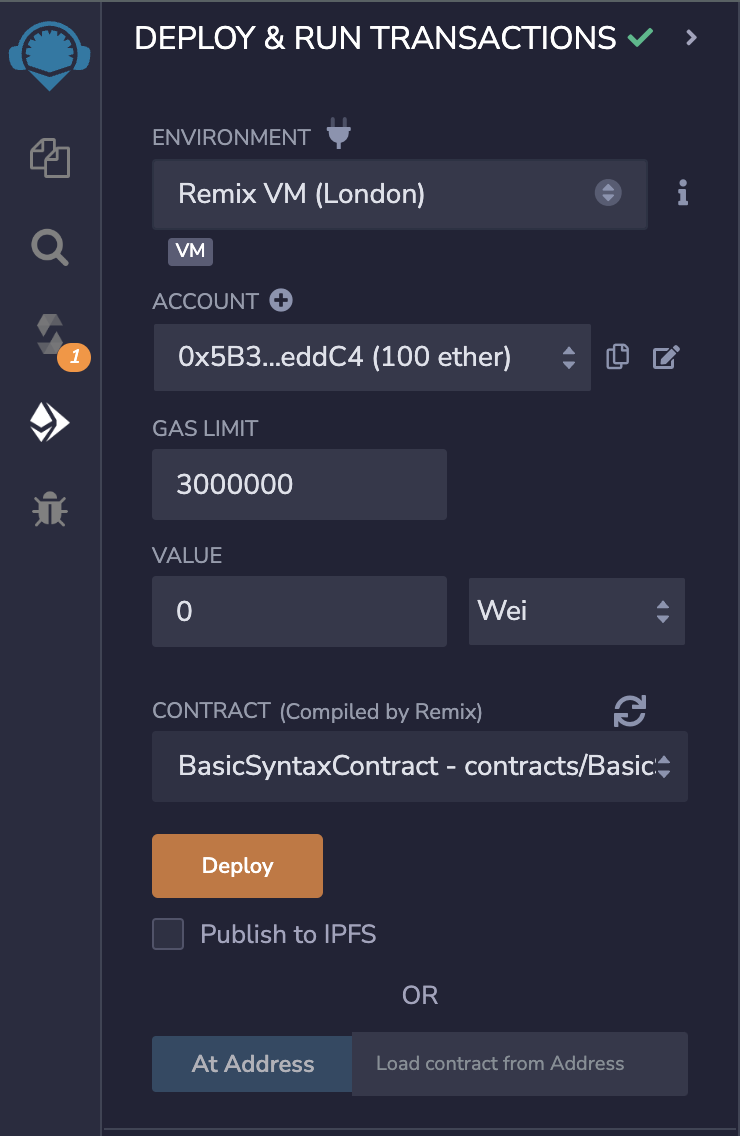 DEPLOY & RUN TRANSACTIONS
ENVIRONMENT
Remix VM (London)
VM
ACCOUNT
0x5B3...eddC4 (100 ether)
1
GAS LIMIT
3000000
VALUE
0 Wei
CONTRACT (Compiled by Remix)
BasicSyntaxContract - contracts/Basic
Deploy
Publish to IPFS
OR
At Address Load contract from Address